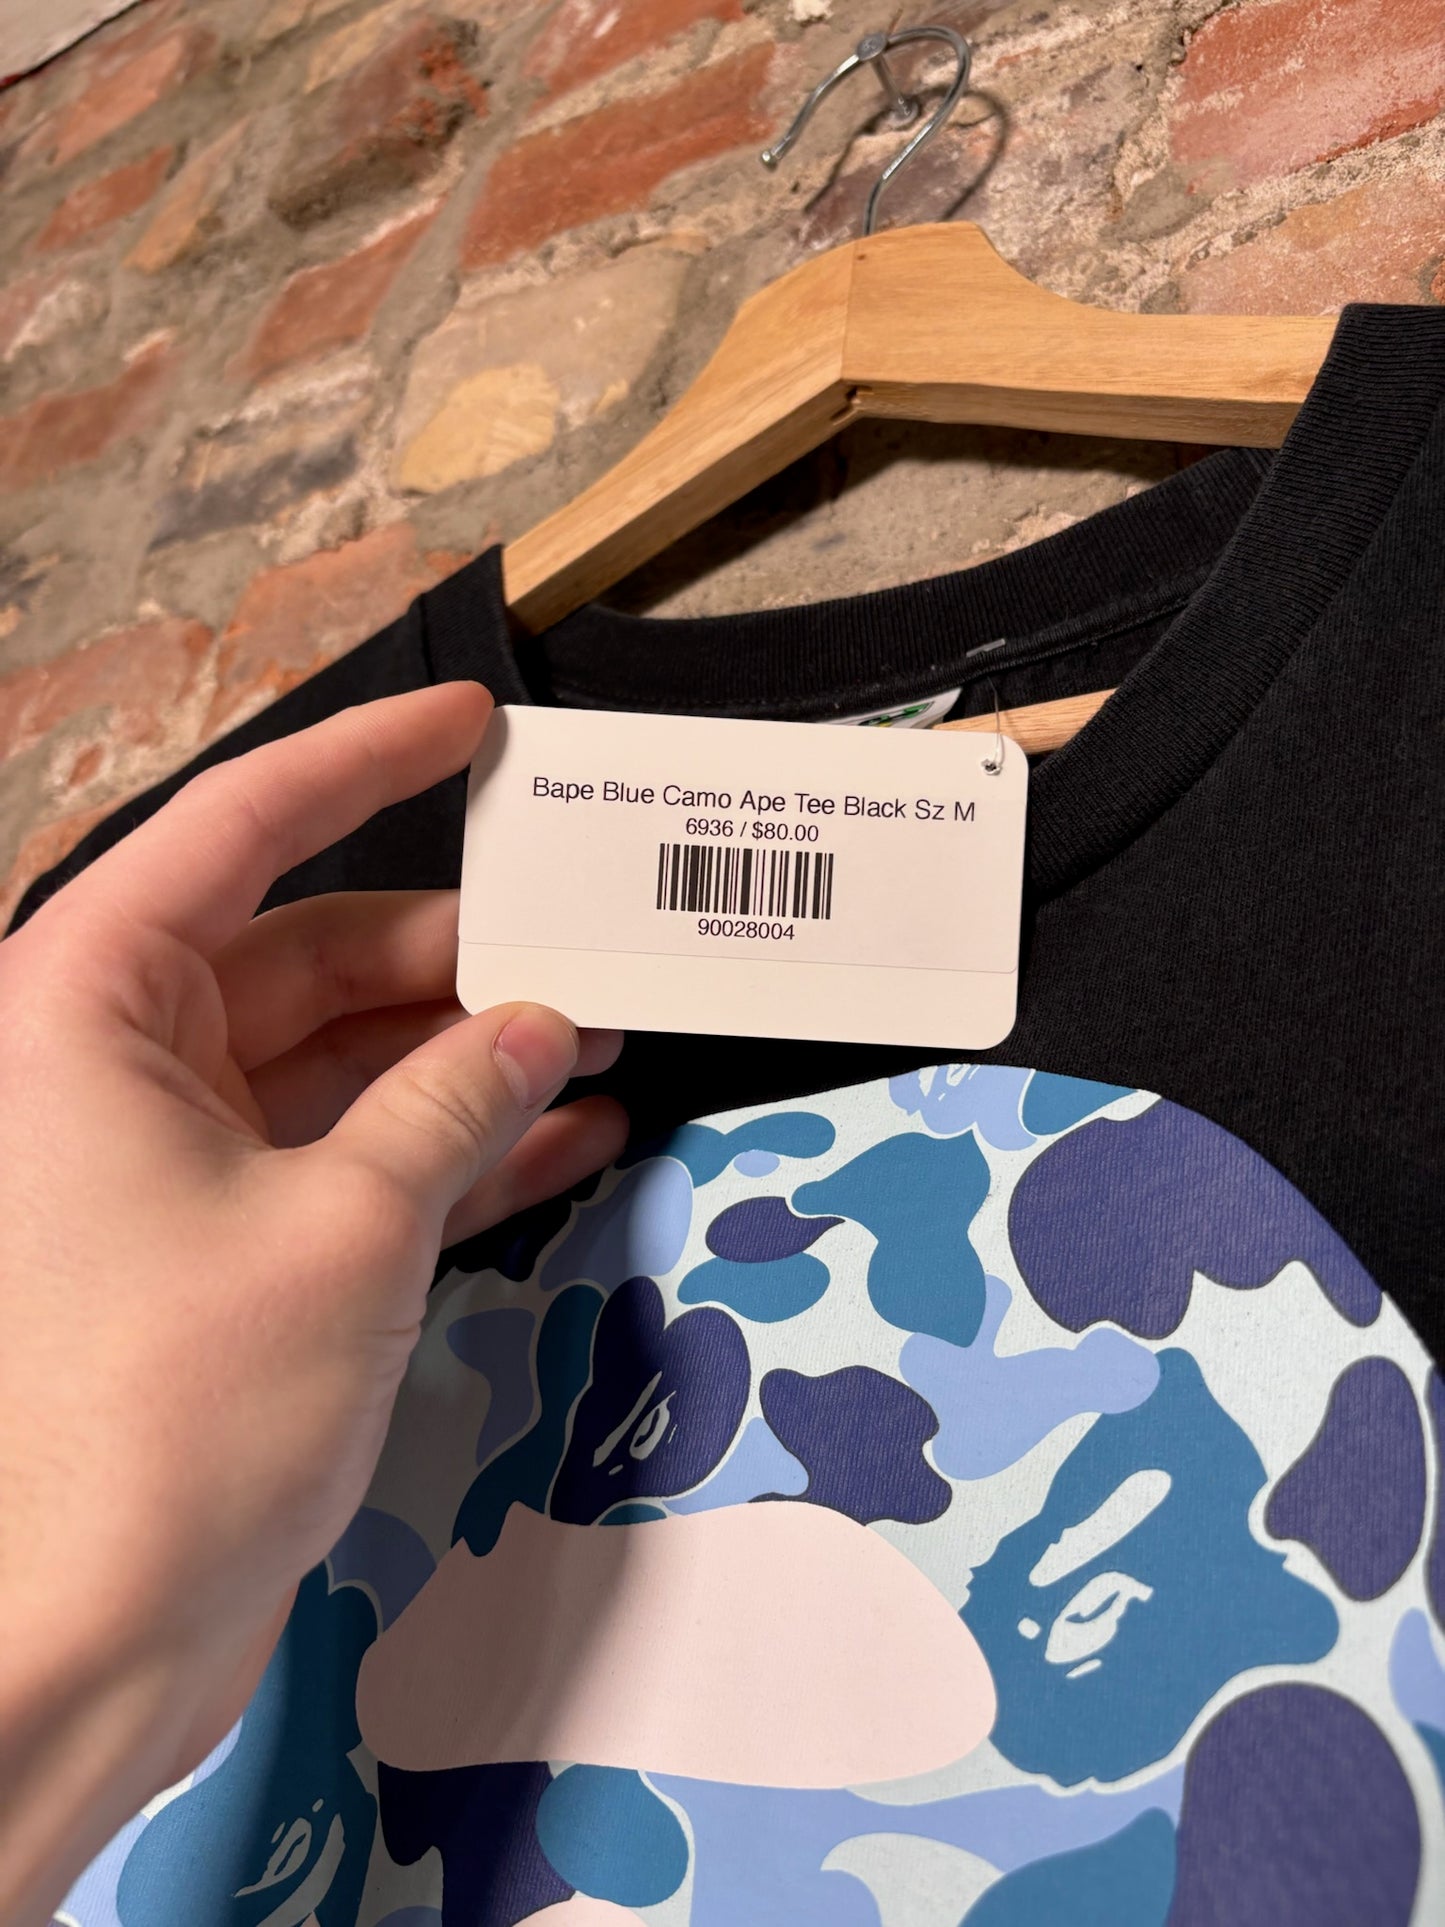 Bape Blue Camo Ape Tee Black Sz M
6936 / $80.00
90028004